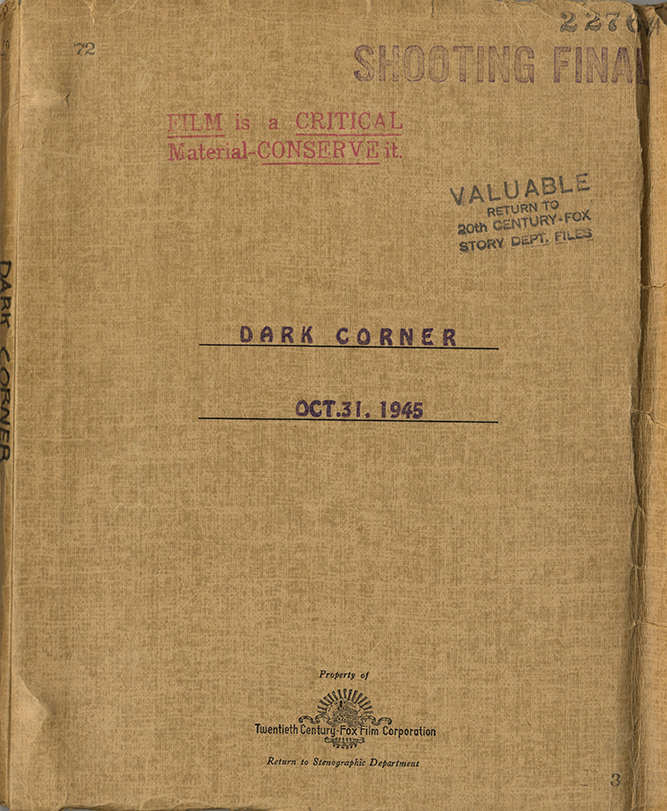 2270A
72
SHOOTING FINAL
FILM is a CRITICAL
Material-CONSERVE it.
VALUABLE
RETURN TO
20th CENTURY-FOX
STORY DEPT. FILES
DARK CORNER
DARK CORNER
OCT. 31, 1945
Property of
Twentieth Century-Fox Film Corporation
Return to Stenographic Department
3